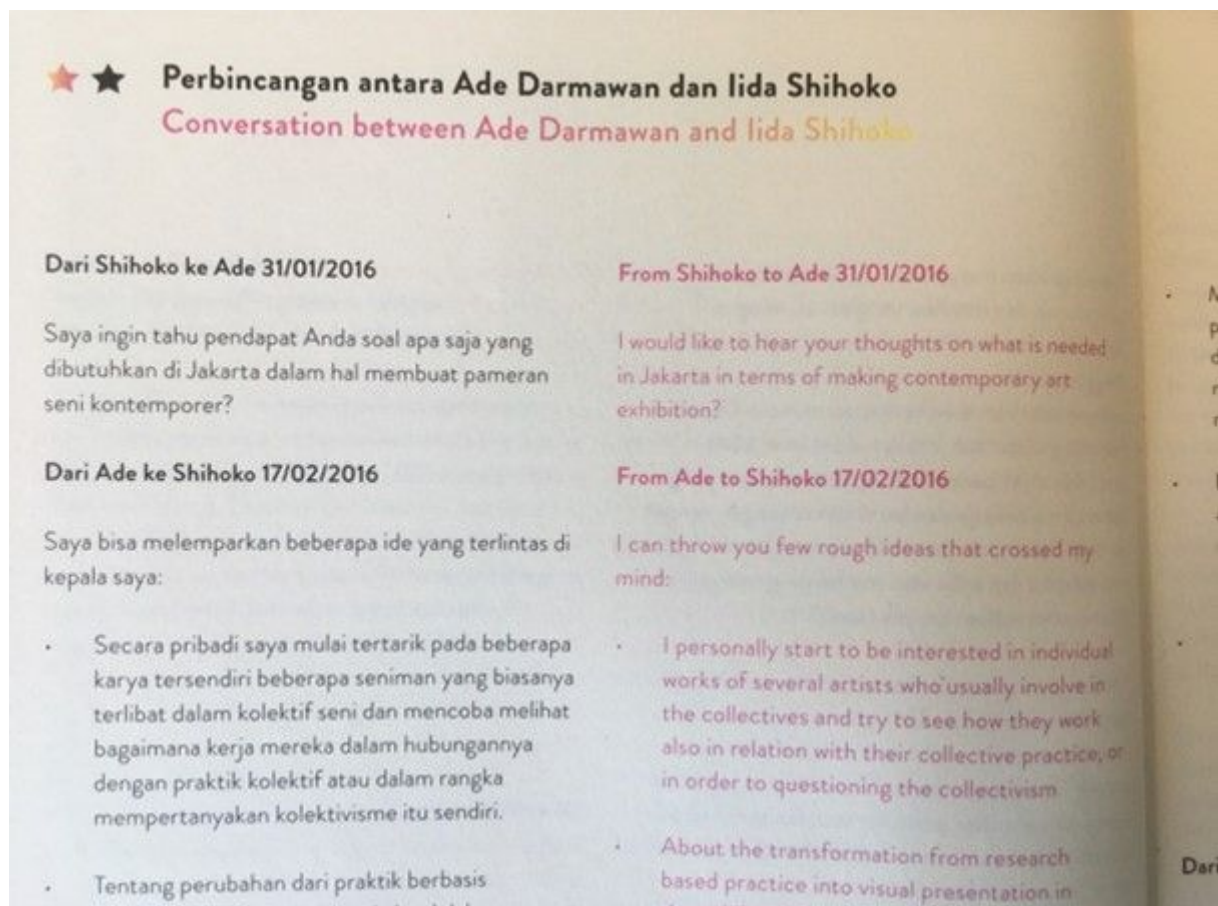 Perbincangan antara Ade Darmawan dan Iida Shihoko
Conversation between Ade Darmawan and Iida Shihoko
Dari Shihoko ke Ade 31/01/2016
Saya ingin tahu pendapat Anda soal apa saja yang
dibutuhkan di Jakarta dalam hal membuat pameran
seni kontemporer?
Dari Ade ke Shihoko 17/02/2016
Saya bisa melemparkan beberapa ide yang terlintas di
kepala saya:
• Secara pribadi saya mulai tertarik pada beberapa
karya tersendiri beberapa seniman yang biasanya
terlibat dalam kolektif seni dan mencoba melihat
bagaimana kerja mereka dalam hubungannya
dengan praktik kolektif atau dalam rangka
mempertanyakan kolektivisme itu sendiri.
• Tentang perubahan dari praktik berbasis
From Shihoko to Ade 31/01/2016
I would like to hear your thoughts on what is needed
in Jakarta in terms of making contemporary art
exhibition?
From Ade to Shihoko 17/02/2016
I can throw you few rough ideas that crossed my
mind:
• I personally start to be interested in individual
works of several artists who usually involve in
the collectives and try to see how they work
also in relation with their collective practice, or
in order to questioning the collectivism
• About the transformation from research
based practice into visual presentation in
Dari